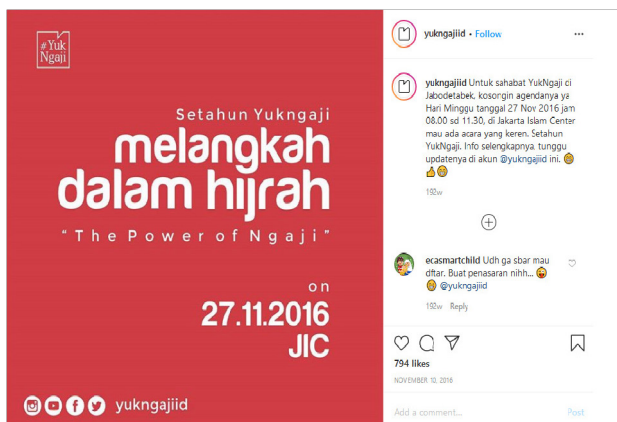 #Yuk
Ngaji
Setahun Yukngaji
melangkah
dalam hijrah
"The Power of Ngaji"
on
27.11.2016
JIC
yukngajiid
yukngajiid • Follow
yukngajiid Untuk sahabat YukNgaji di
Jabodetabek, kosongin agendanya ya
Hari Minggu tanggal 27 Nov 2016 jam
08.00 sd 11.30, di Jakarta Islam Center
mau ada acara yang keren. Setahun
YukNgaji. Info selengkapnya, tunggu
updatenya di akun @yukngajiid ini. 😁
👍😁
192w
ecasmartchild Udh ga sbar mau
dftar. Buat penasaran nihh... 😜
😁 @yukngajiid
192w Reply
794 likes
NOVEMBER 10, 2016
Add a comment...
Post